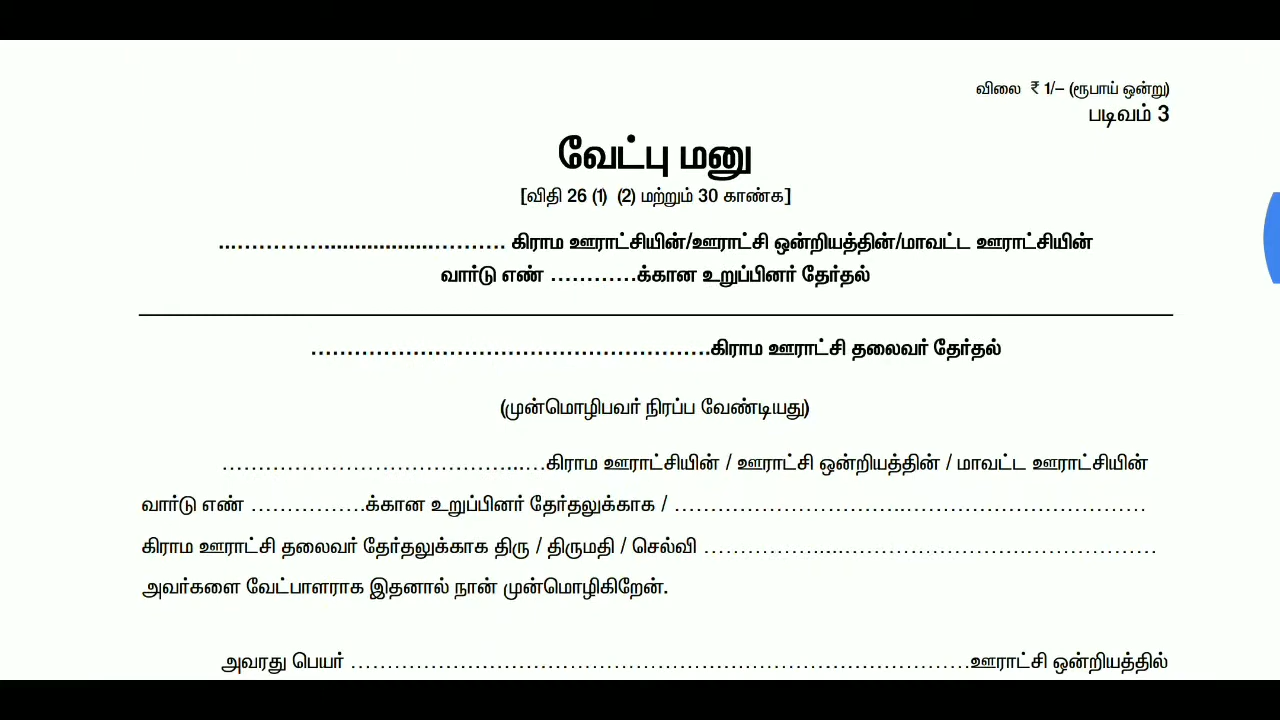 விலை ₹ 1/– (ரூபாய் ஒன்று)
படிவம் 3
வேட்பு மனு
[விதி 26 (1) (2) மற்றும் 30 காண்க]
...………….................………. கிராம ஊராட்சியின்/ஊராட்சி ஒன்றியத்தின்/மாவட்ட ஊராட்சியின்
வார்டு எண் …………க்கான உறுப்பினர் தேர்தல்
……………………………………………….கிராம ஊராட்சி தலைவர் தேர்தல்
(முன்மொழிபவர் நிரப்ப வேண்டியது)
…………………………………...…கிராம ஊராட்சியின் / ஊராட்சி ஒன்றியத்தின் / மாவட்ட ஊராட்சியின்
வார்டு எண் …………….க்கான உறுப்பினர் தேர்தலுக்காக / …………………………..……………………………
கிராம ஊராட்சி தலைவர் தேர்தலுக்காக திரு / திருமதி / செல்வி …………….....…………………….………………
அவர்களை வேட்பாளராக இதனால் நான் முன்மொழிகிறேன்.
அவரது பெயர் …………………………………………………………………………ஊராட்சி ஒன்றியத்தில்